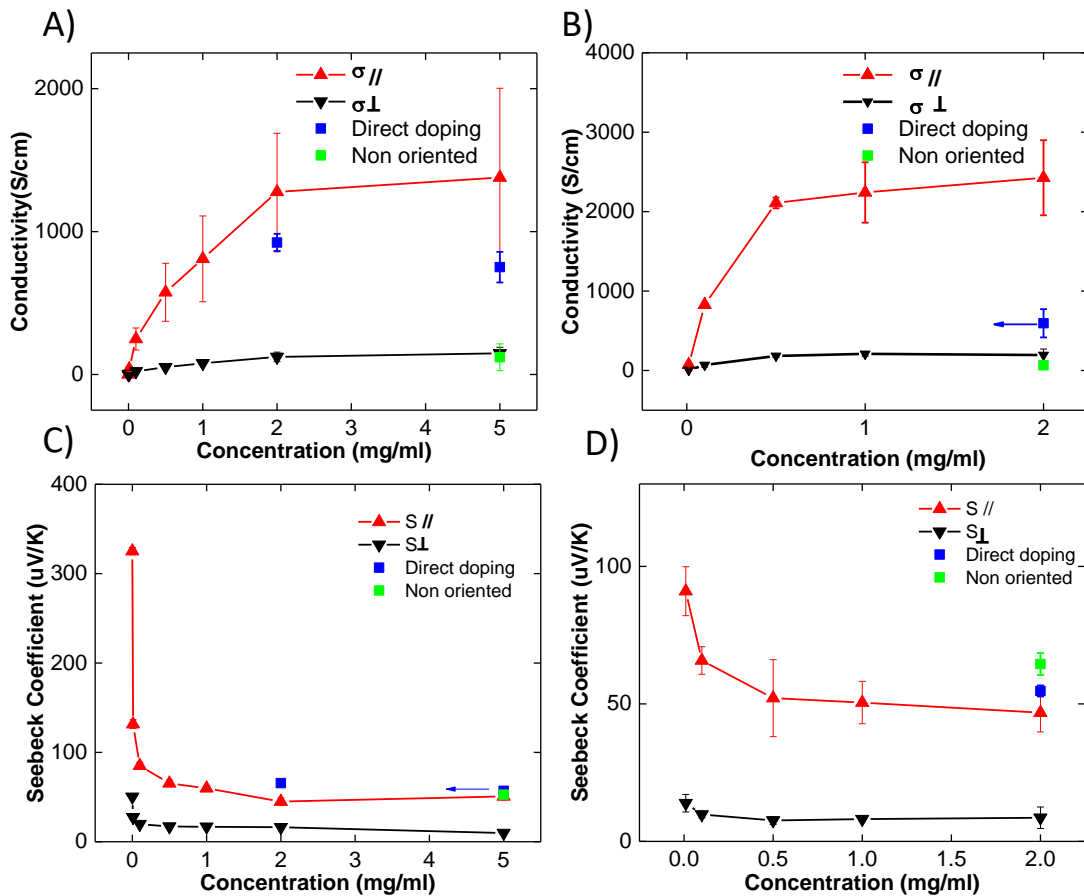 A)
σ //
σ⊥
Direct doping
Non oriented
Conductivity(S/cm)
2000
1000
0
0 1 2 3 4 5
Concentration (mg/ml)
B)
σ //
σ ⊥
Direct doping
Non oriented
Conductivity (S/cm)
4000
3000
2000
1000
0
0 1 2
Concentration (mg/ml)
C)
S //
S⊥
Direct doping
Non oriented
Seebeck Coefficient (uV/K)
400
300
200
100
0
0 1 2 3 4 5
Concentration (mg/ml)
D)
S //
S⊥
Direct doping
Non oriented
Seebeck Coefficient (uV/K)
100
50
0
0.0 0.5 1.0 1.5 2.0
Concentration (mg/ml)